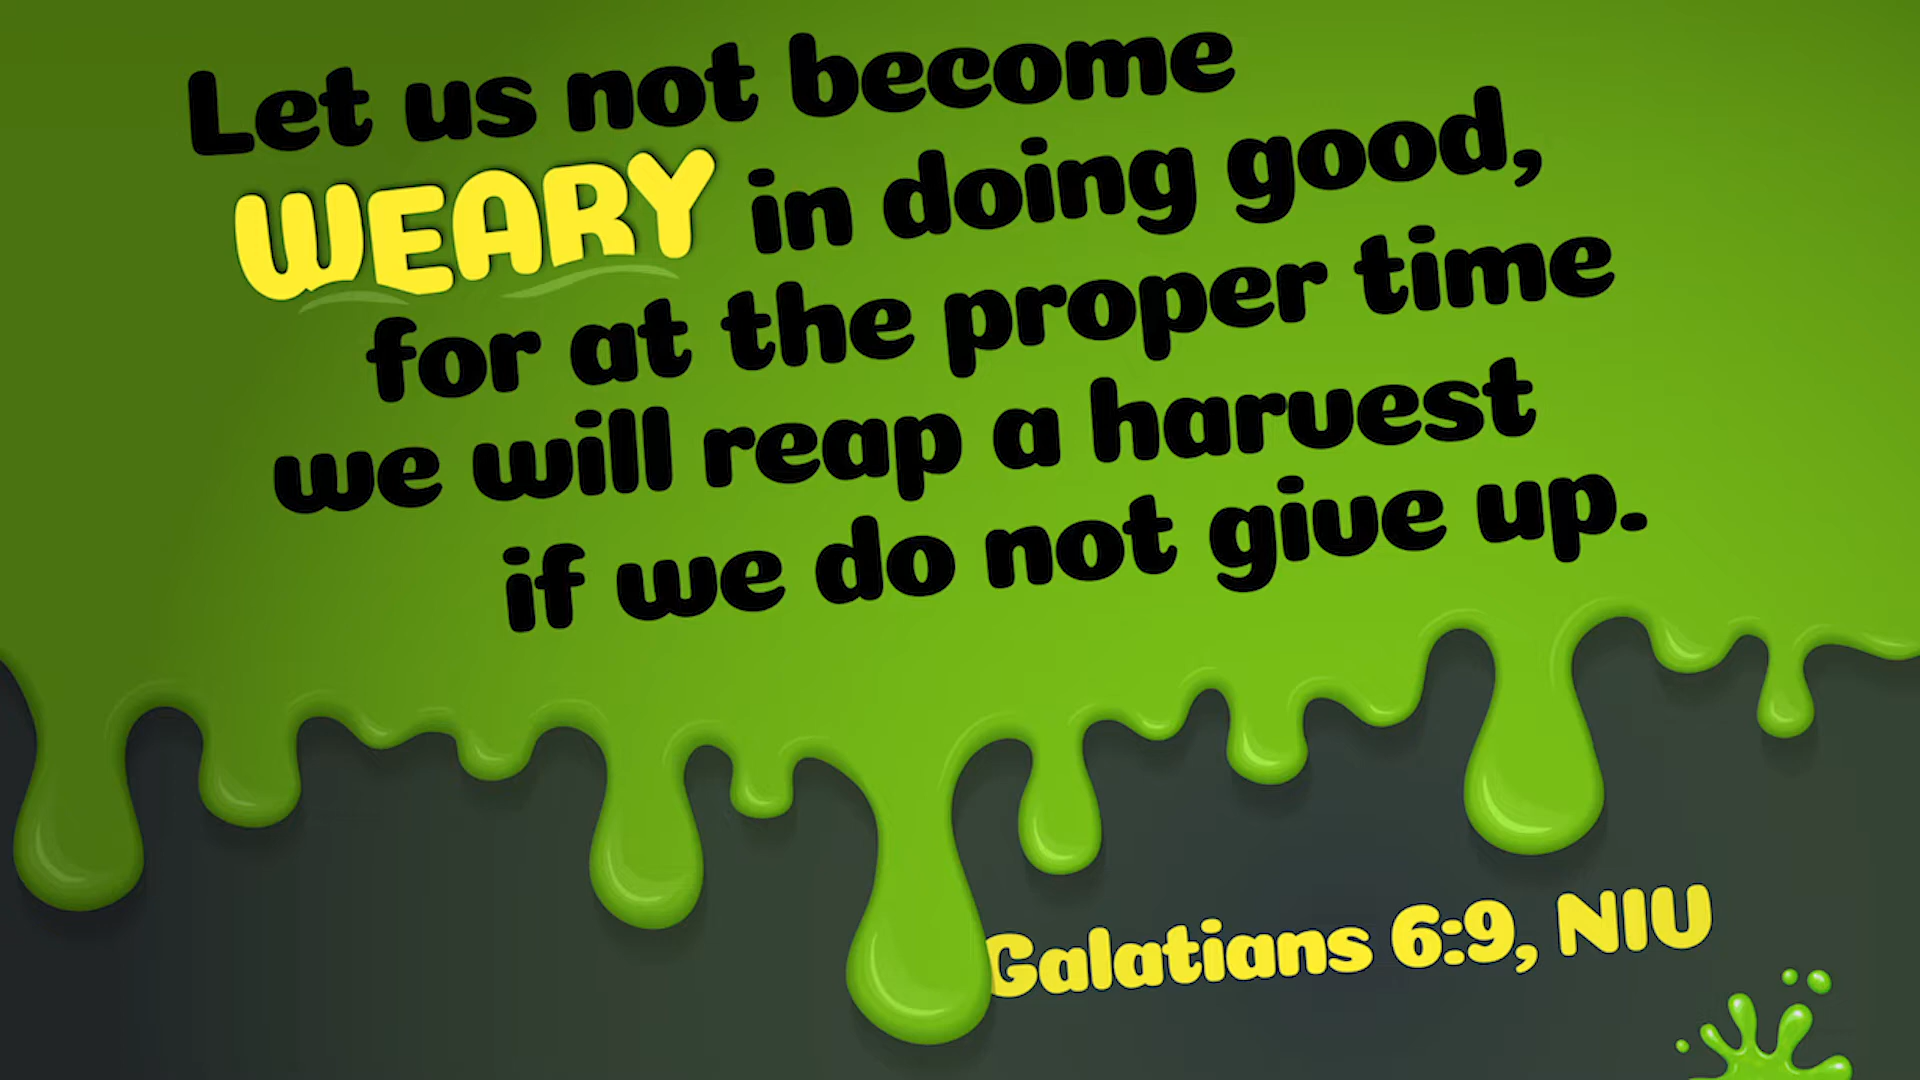 Let us not become
WEARY in doing good,
for at the proper time
we will reap a harvest
if we do not give up.
Galatians 6:9, NIV